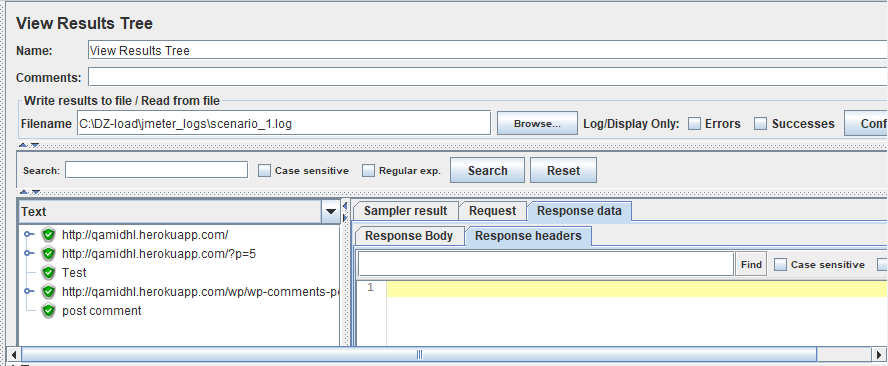 View Results Tree
Name: View Results Tree
Comments:
Write results to file / Read from file
Filename C:\DZ-load\jmeter_logs\scenario_1.log Browse... Log/Display Only: Errors Successes Conf
Search: Case sensitive Regular exp. Search Reset
Text
http://qamidhl.herokuapp.com/
http://qamidhl.herokuapp.com/?p=5
Test
http://qamidhl.herokuapp.com/wp/wp-comments-po
post comment
Sampler result Request Response data
Response Body Response headers
Find Case sensitive
1